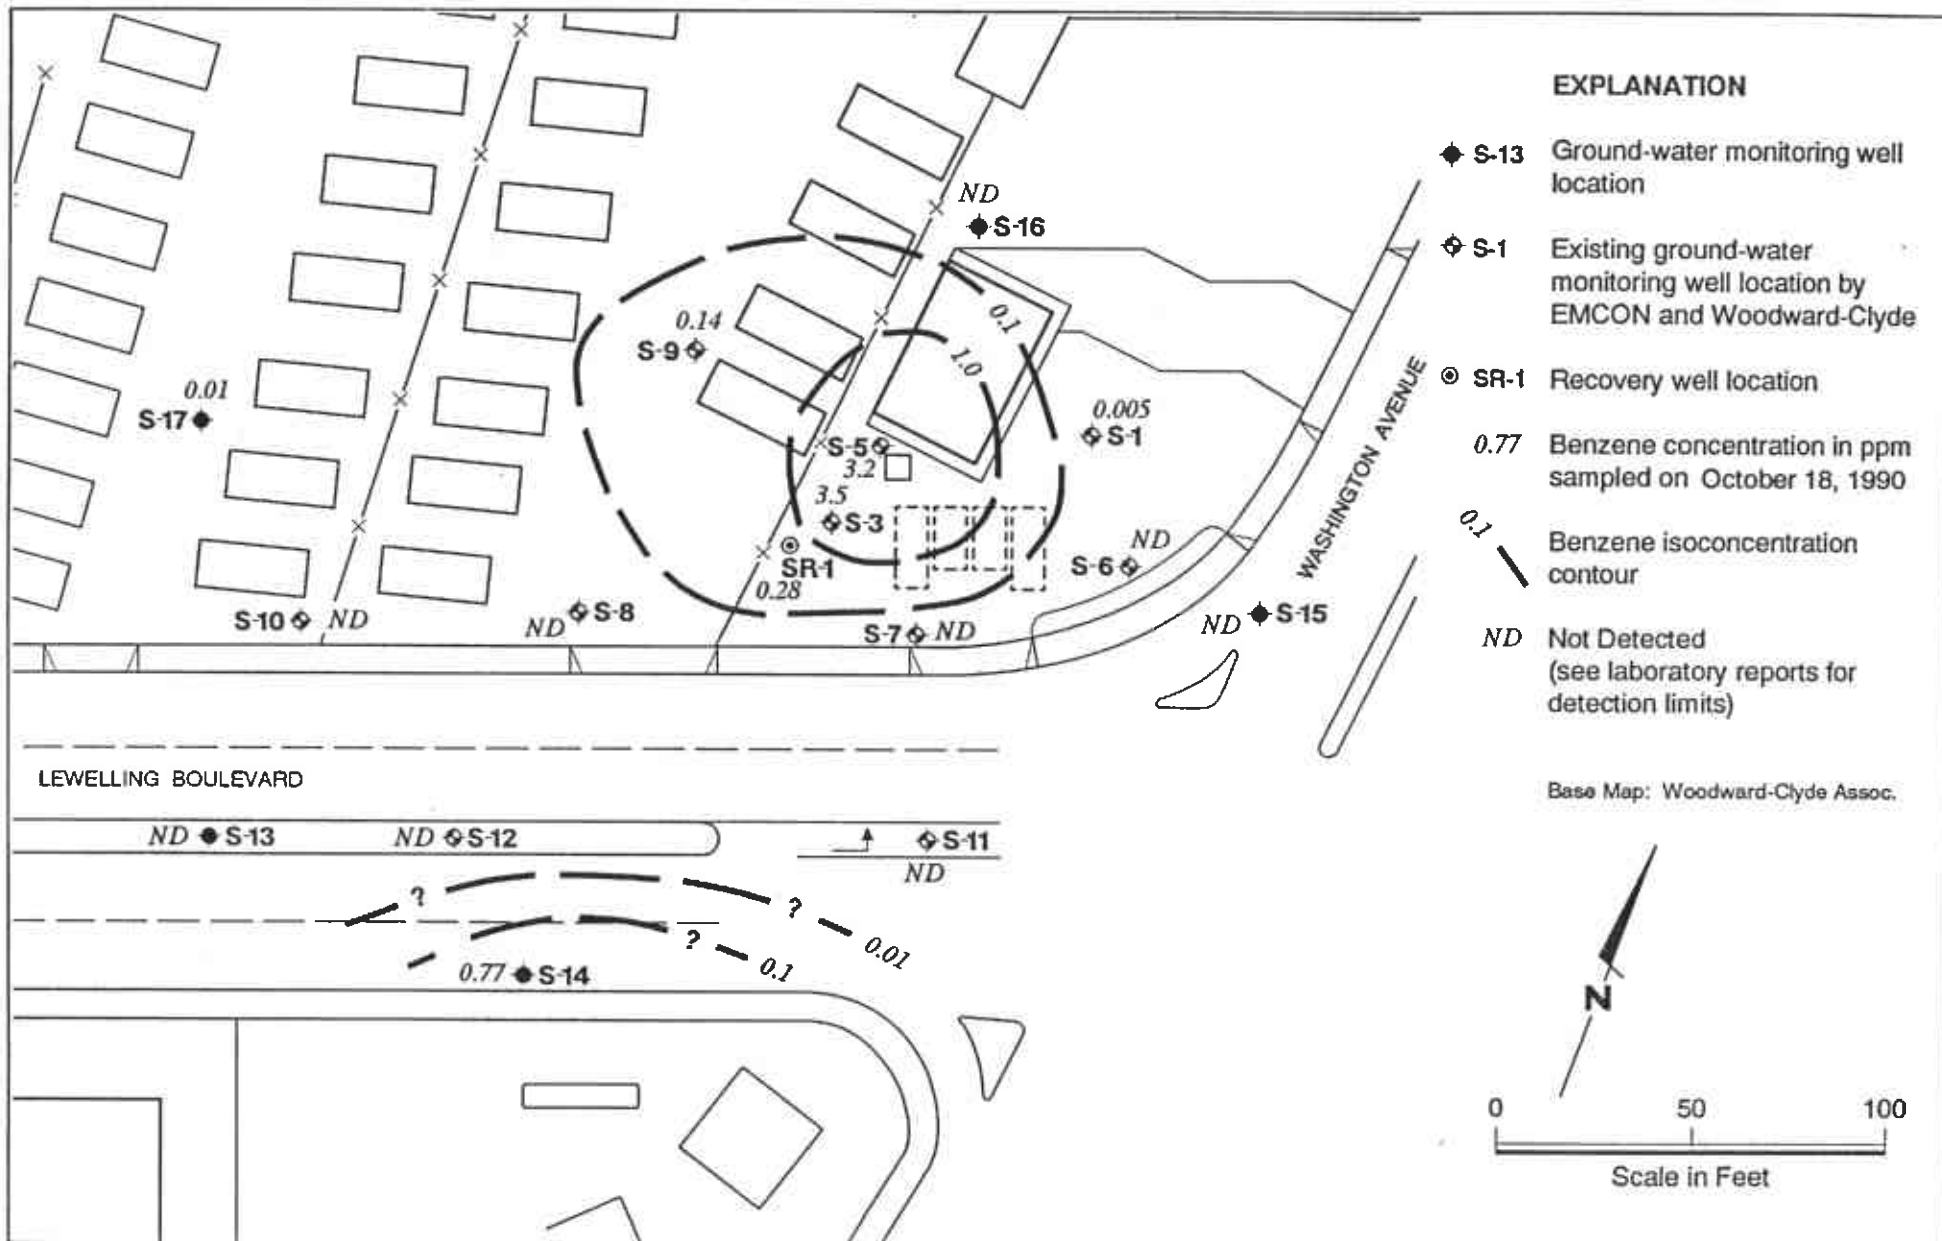 ND
S-16
0.14
S-9
0.1
1.0
0.01
S-17
0.005
S-1
S-5
3.2
3.5
S-3
SR-1
0.28
ND
S-6
S-10 ND
ND S-8
S-7 ND
ND S-15
WASHINGTON AVENUE
LEWELLING BOULEVARD
ND S-13
ND S-12
S-11
ND
?
?
?
0.01
0.1
0.77 S-14
EXPLANATION
S-13 Ground-water monitoring well
location
S-1 Existing ground-water
monitoring well location by
EMCON and Woodward-Clyde
SR-1 Recovery well location
0.77 Benzene concentration in ppm
sampled on October 18, 1990
0.1
Benzene isoconcentration
contour
ND Not Detected
(see laboratory reports for
detection limits)
Base Map: Woodward-Clyde Assoc.
N
0 50 100
Scale in Feet